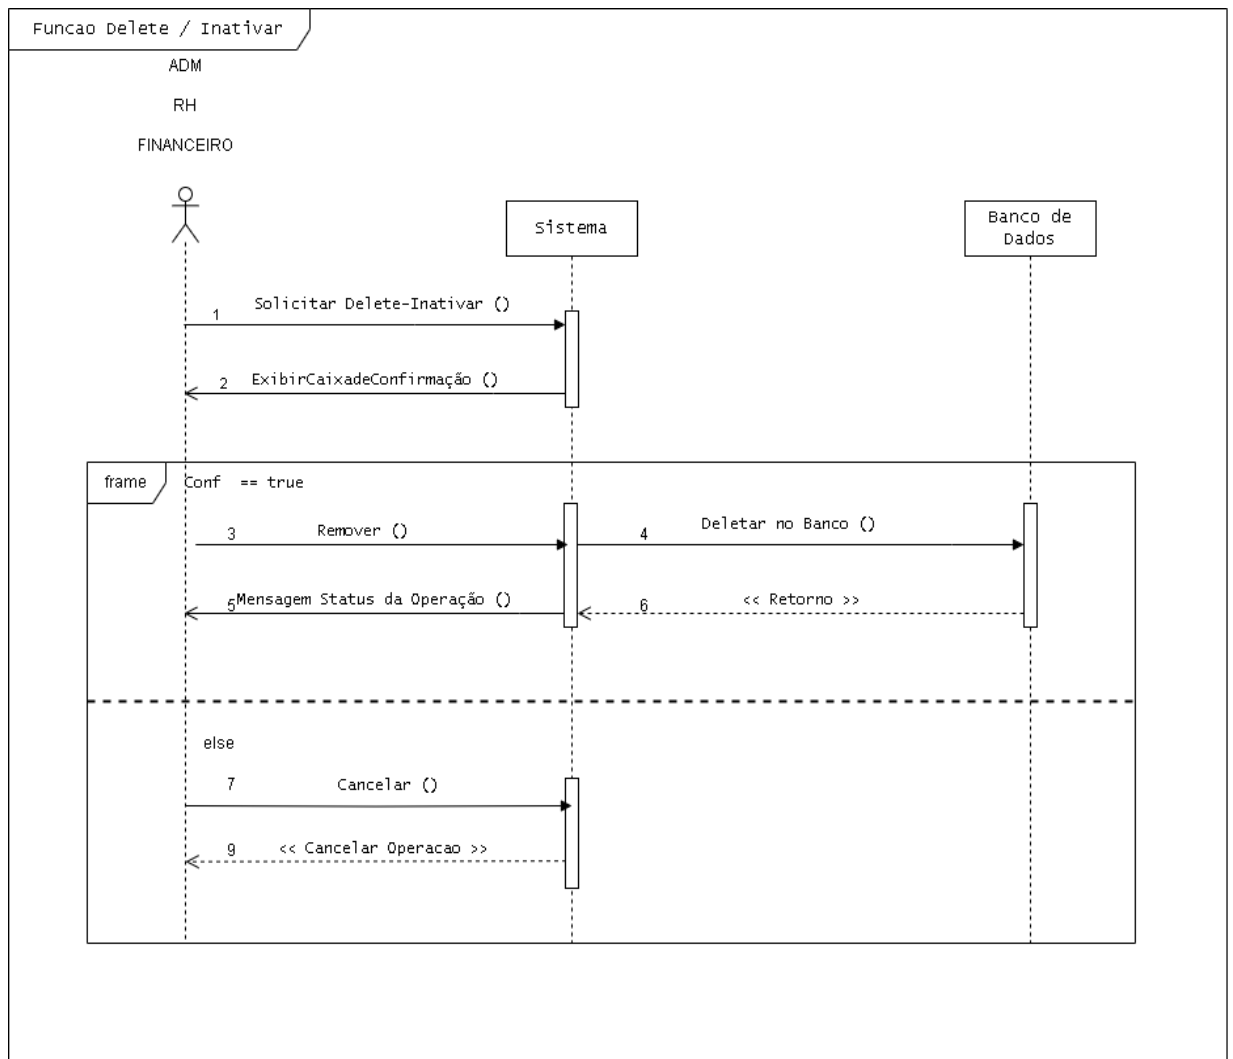 Funcao Delete / Inativar
ADM
RH
FINANCEIRO
Sistema
Banco de
Dados
Solicitar Delete-Inativar ()
1
2 ExibirCaixadeConfirmação ()
frame Conf == true
3 Remover ()
4 Deletar no Banco ()
5 Mensagem Status da Operação ()
6 << Retorno >>
else
7 Cancelar ()
9 << Cancelar Operacao >>